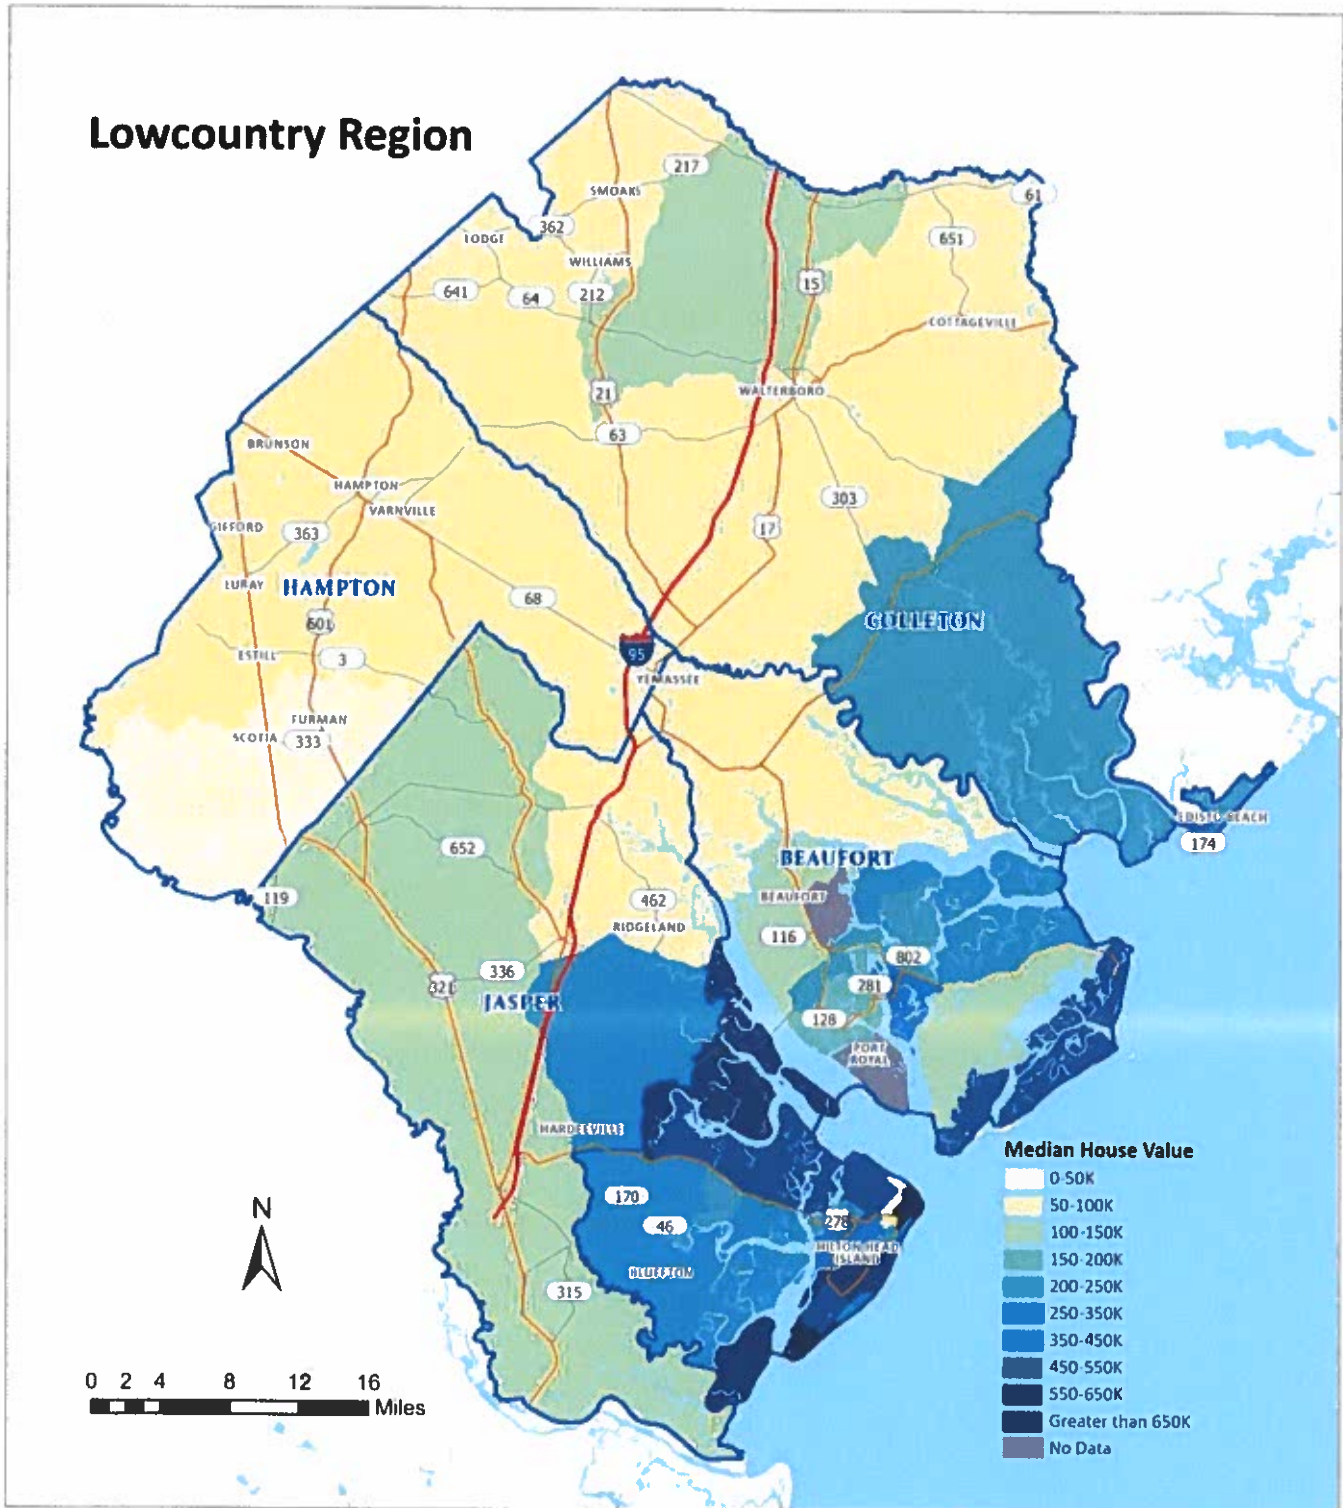 Lowcountry Region
217
61
SMOAKS
362
LODGE
651
WILLIAMS
641
64
212
15
COTTAGEVILLE
21
WALTERBORO
63
BRUNSON
HAMPTON
303
VARNVILLE
GIFFORD
363
17
LURAY
HAMPTON
68
601
COLLETON
ESTILL
3
95
YEMASSEE
FURMAN
SCOTIA
333
EDISTO BEACH
174
652
BEAUFORT
119
462
BEAUFORT
RIDGELAND
116
802
336
321
281
JASPER
128
PORT
ROYAL
HARDEEVILLE
170
46
278
HILTON HEAD
ISLAND
BLUFFTON
315
Median House Value
0-50K
50-100K
100-150K
150-200K
200-250K
250-350K
350-450K
450-550K
550-650K
Greater than 650K
No Data
N
0 2 4 8 12 16
Miles